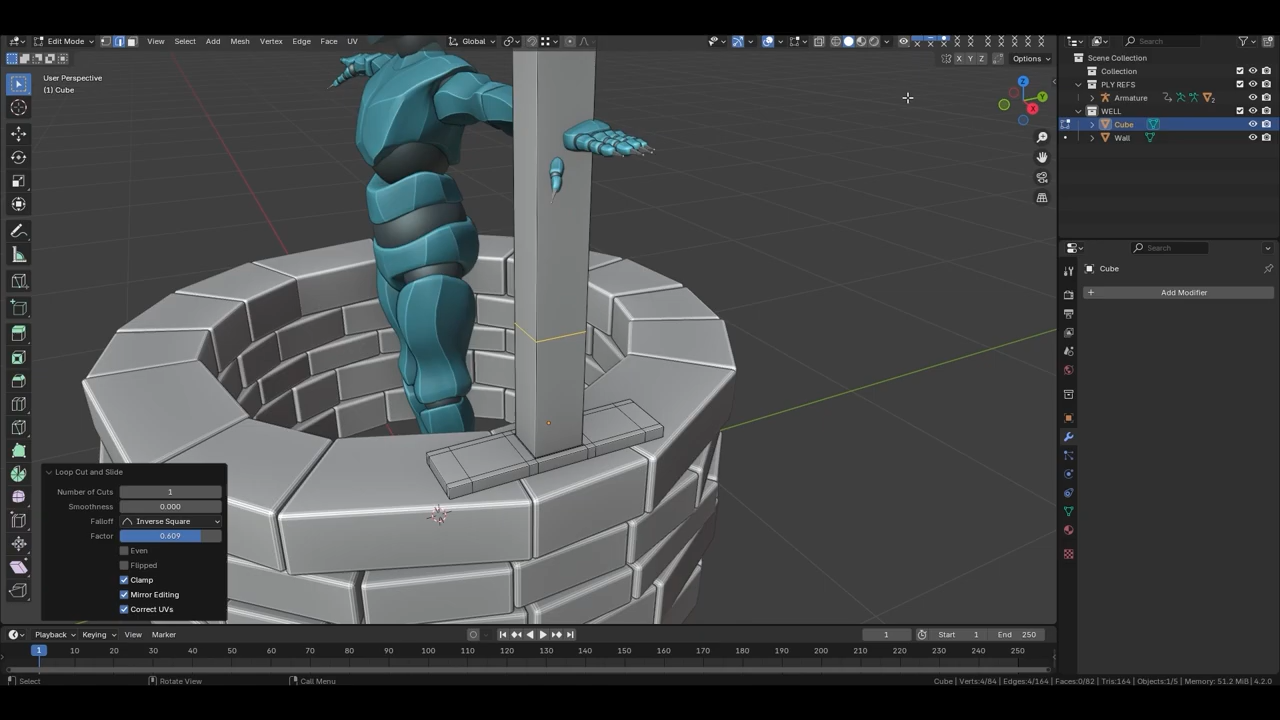 Edit Mode View Select Add Mesh Vertex Edge Face UV Global Search
Options X Y Z
User Perspective
(1) Cube
Scene Collection
Collection
PLY REFS
Armature 2
WELL
Cube
Wall
Search
Cube
+ Add Modifier
Loop Cut and Slide
Number of Cuts 1
Smoothness 0.000
Falloff Inverse Square
Factor 0.609
Even
Flipped
Clamp
Mirror Editing
Correct UVs
Playback Keying View Marker 1 Start 1 End 250
1 10 20 30 40 50 60 70 80 90 100 110 120 130 140 150 160 170 180 190 200 210 220 230 240 250
Select Rotate View Call Menu Cube | Verts:4/84 | Edges:4/164 | Faces:0/82 | Tris:164 | Objects:1/5 | Memory: 51.2 MiB | 4.2.0